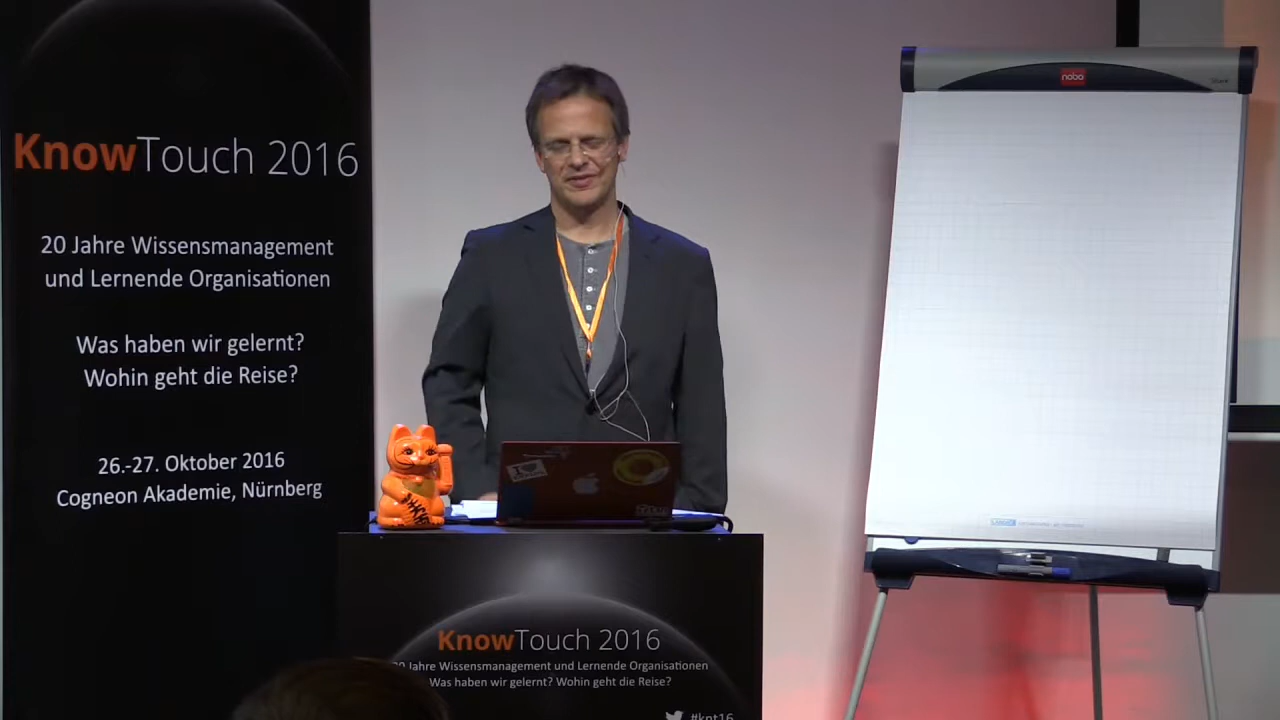 KnowTouch 2016
20 Jahre Wissensmanagement
und Lernende Organisationen
Was haben wir gelernt?
Wohin geht die Reise?
26.-27. Oktober 2016
Cogneon Akademie, Nürnberg
nobo
I
KnowTouch 2016
20 Jahre Wissensmanagement und Lernende Organisationen
Was haben wir gelernt? Wohin geht die Reise?
#knt16